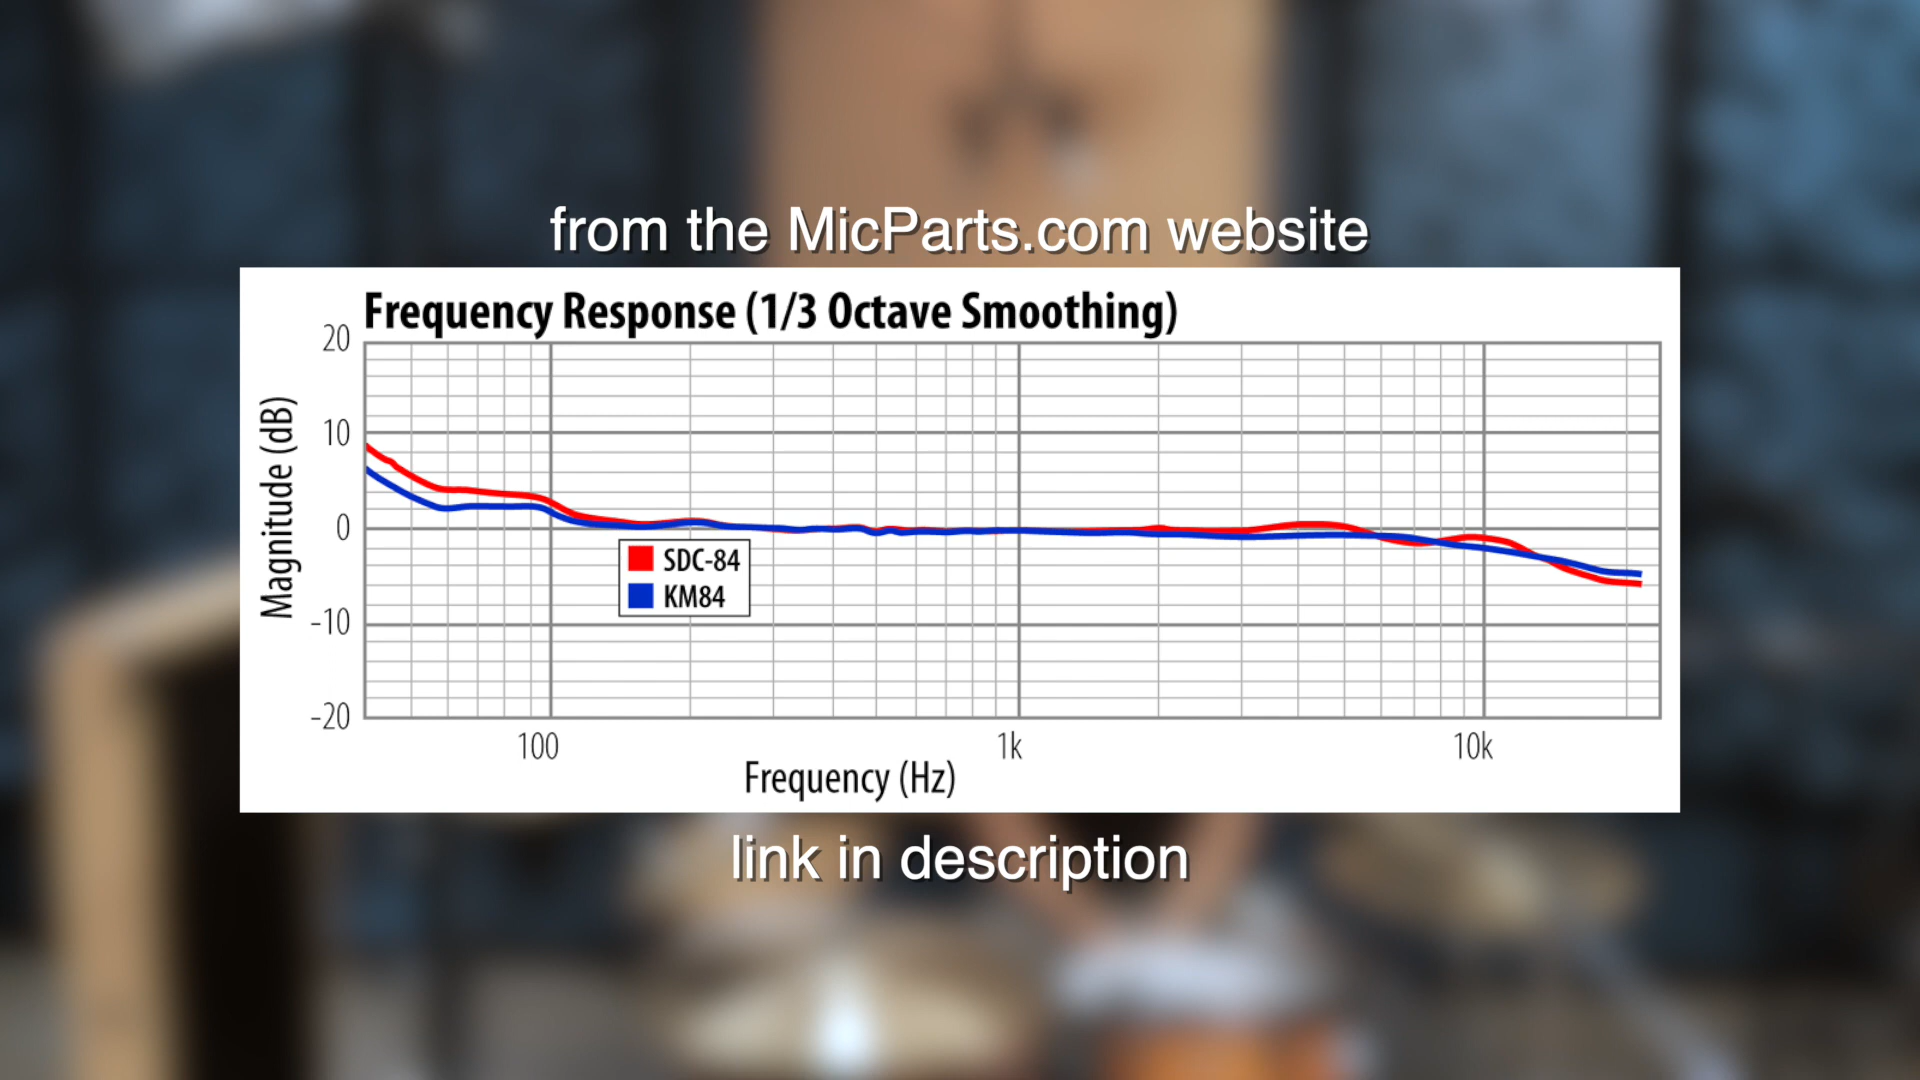 from the MicParts.com website
Frequency Response (1/3 Octave Smoothing)
20
10
0
-10
-20
Magnitude (dB)
SDC-84
KM84
100
1k
10k
Frequency (Hz)
link in description